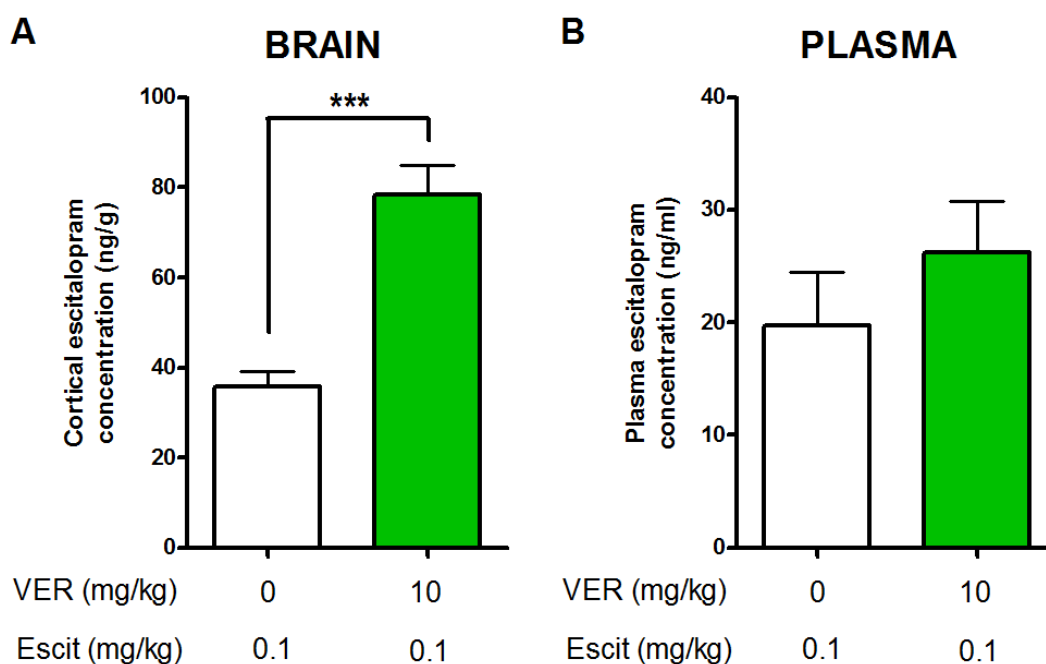 A
BRAIN
Cortical escitalopram
concentration (ng/g)
100
80
60
40
20
0
***
VER (mg/kg) 0 10
Escit (mg/kg) 0.1 0.1
B
PLASMA
Plasma escitalopram
concentration (ng/ml)
40
30
20
10
0
VER (mg/kg) 0 10
Escit (mg/kg) 0.1 0.1